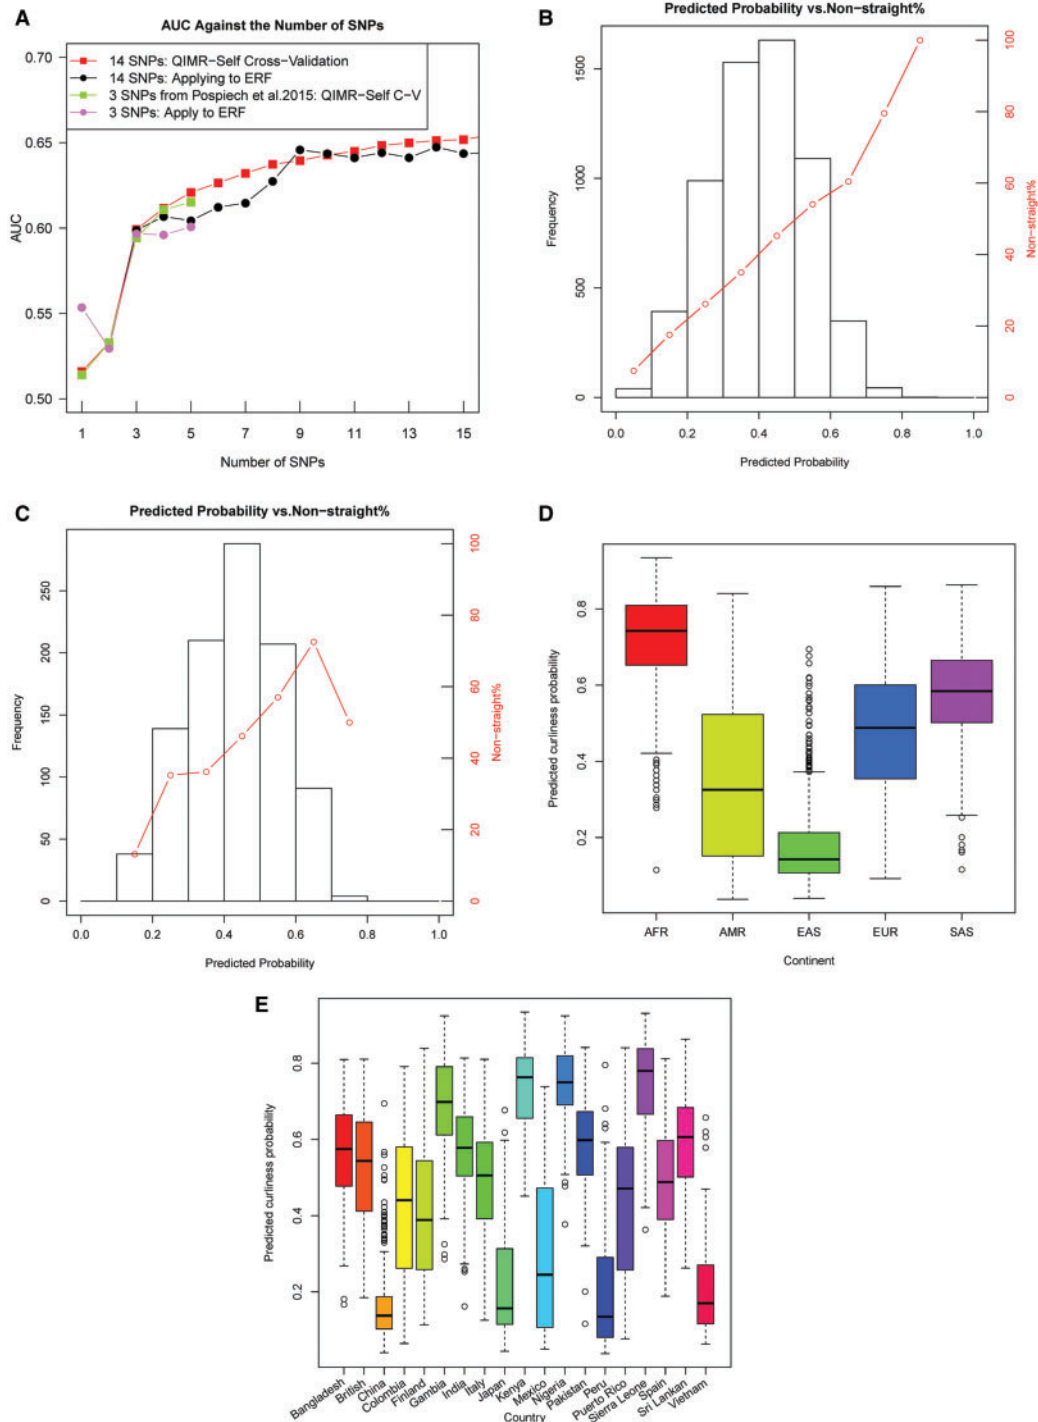 A
AUC Against the Number of SNPs
14 SNPs: QIMR-Self Cross-Validation
14 SNPs: Applying to ERF
3 SNPs from Pospiech et al.2015: QIMR-Self C-V
3 SNPs: Apply to ERF
AUC
0.70
0.65
0.60
0.55
0.50
1 3 5 7 9 11 13 15
Number of SNPs
B
Predicted Probability vs.Non-straight%
Frequency
1500
1000
500
0
Non-straight%
100
80
60
40
20
0
0.0 0.2 0.4 0.6 0.8 1.0
Predicted Probability
C
Predicted Probability vs.Non-straight%
Frequency
250
200
150
100
50
0
Non-straight%
100
80
60
40
20
0
0.0 0.2 0.4 0.6 0.8 1.0
Predicted Probability
D
Predicted curliness probability
0.8
0.6
0.4
0.2
AFR AMR EAS EUR SAS
Continent
E
Predicted curliness probability
0.8
0.6
0.4
0.2
Bangladesh British China Colombia Finland Gambia India Italy Japan Kenya Mexico Nigeria Pakistan Peru Puerto Rico Sierra Leone Spain Sri Lankan Vietnam
Country